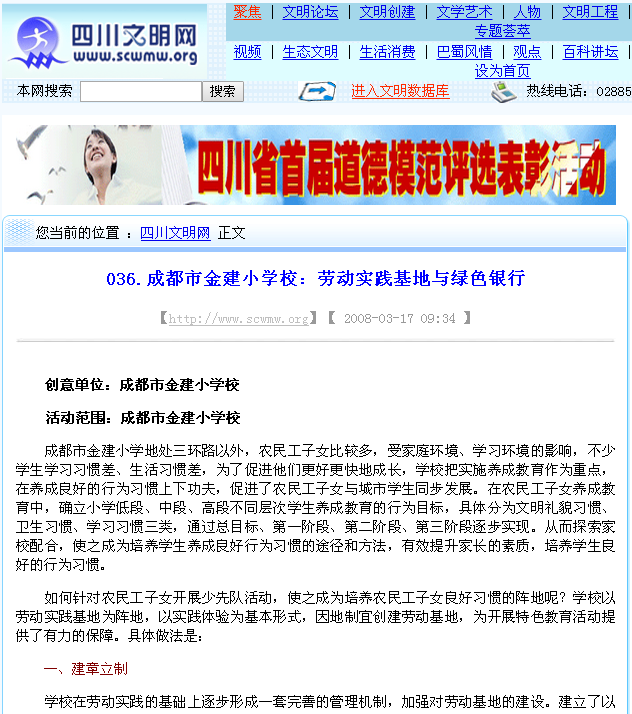 四川文明网
www.scwmw.org
聚焦 | 文明论坛 | 文明创建 | 文学艺术 | 人物 | 文明工程 |
专题荟萃
视频 | 生态文明 | 生活消费 | 巴蜀风情 | 观点 | 百科讲坛 |
设为首页
本网搜索 搜索 进入文明数据库 热线电话：02885
四川省首届道德模范评选表彰活动
您当前的位置 ：四川文明网 正文
036.成都市金建小学校：劳动实践基地与绿色银行
【http://www.scwmw.org】【 2008-03-17 09:34 】
创意单位：成都市金建小学校
活动范围：成都市金建小学校
成都市金建小学地处三环路以外，农民工子女比较多，受家庭环境、学习环境的影响，不少
学生学习习惯差、生活习惯差，为了促进他们更好更快地成长，学校把实施养成教育作为重点，
在养成良好的行为习惯上下功夫，促进了农民工子女与城市学生同步发展。在农民工子女养成教
育中，确立小学低段、中段、高段不同层次学生养成教育的行为目标，具体分为文明礼貌习惯、
卫生习惯、学习习惯三类，通过总目标、第一阶段、第二阶段、第三阶段逐步实现。从而探索家
校配合，使之成为培养学生养成良好行为习惯的途径和方法，有效提升家长的素质，培养学生良
好的行为习惯。
如何针对农民工子女开展少先队活动，使之成为培养农民工子女良好习惯的阵地呢？学校以
劳动实践基地为阵地，以实践体验为基本形式，因地制宜创建劳动基地，为开展特色教育活动提
供了有力的保障。具体做法是：
一、建章立制
学校在劳动实践的基础上逐步形成一套完善的管理机制，加强对劳动基地的建设。建立了以